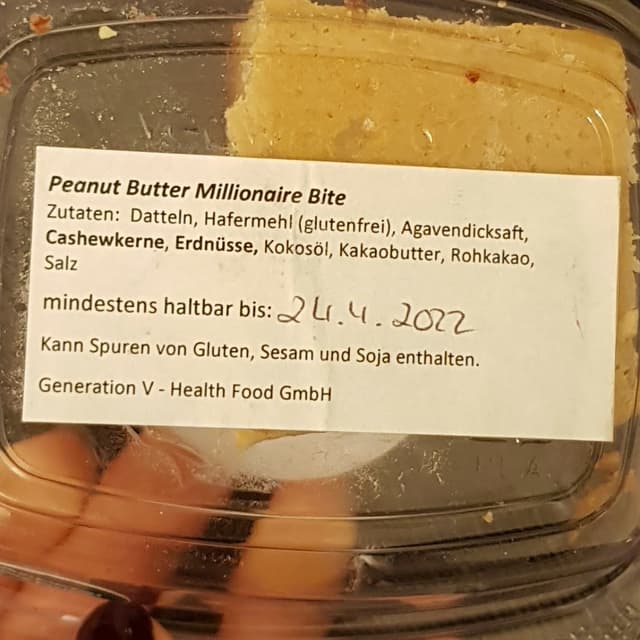 Peanut Butter Millionaire Bite
Zutaten: Datteln, Hafermehl (glutenfrei), Agavendicksaft,
Cashewkerne, Erdnüsse, Kokosöl, Kakaobutter, Rohkakao,
Salz
mindestens haltbar bis: 24.4.2022
Kann Spuren von Gluten, Sesam und Soja enthalten.
Generation V - Health Food GmbH